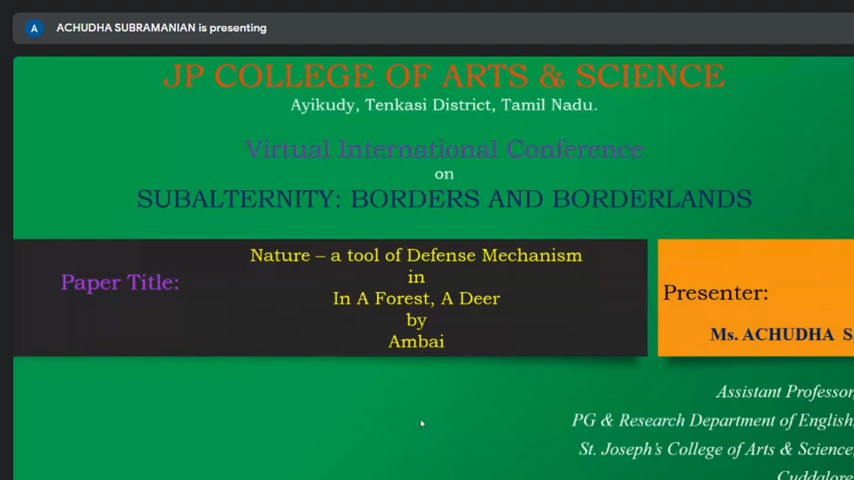 A
ACHUDHA SUBRAMANIAN is presenting
JP COLLEGE OF ARTS & SCIENCE
Ayikudy, Tenkasi District, Tamil Nadu.
Virtual International Conference
on
SUBALTERNITY: BORDERS AND BORDERLANDS
Paper Title:
Nature – a tool of Defense Mechanism
in
In A Forest, A Deer
by
Ambai
Presenter:
Ms. ACHUDHA S.
Assistant Professor,
PG & Research Department of English,
St. Joseph's College of Arts & Science,
Cuddalore